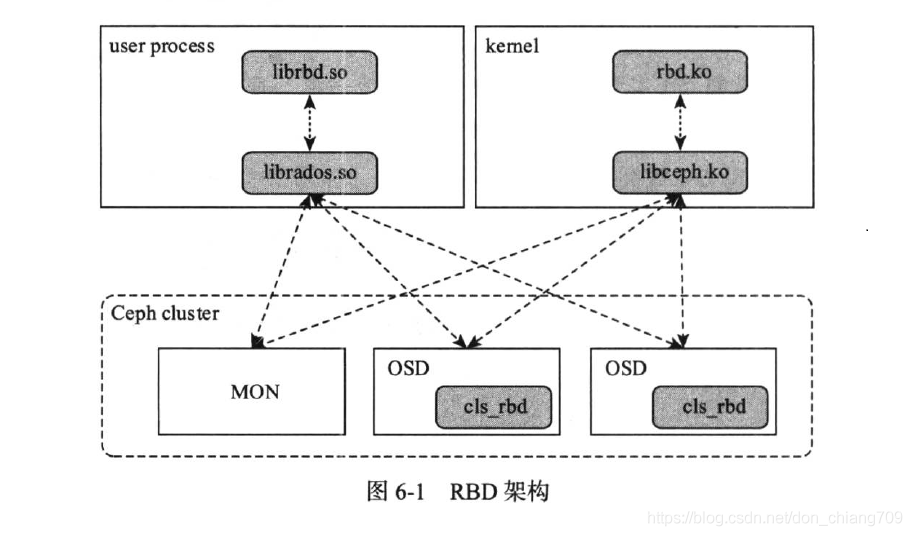 user process
kernel
librbd.so
rbd.ko
librados.so
libceph.ko
Ceph cluster
MON
OSD
cls_rbd
OSD
cls_rbd
图 6-1 RBD 架构
https://blog.csdn.net/don_chiang709